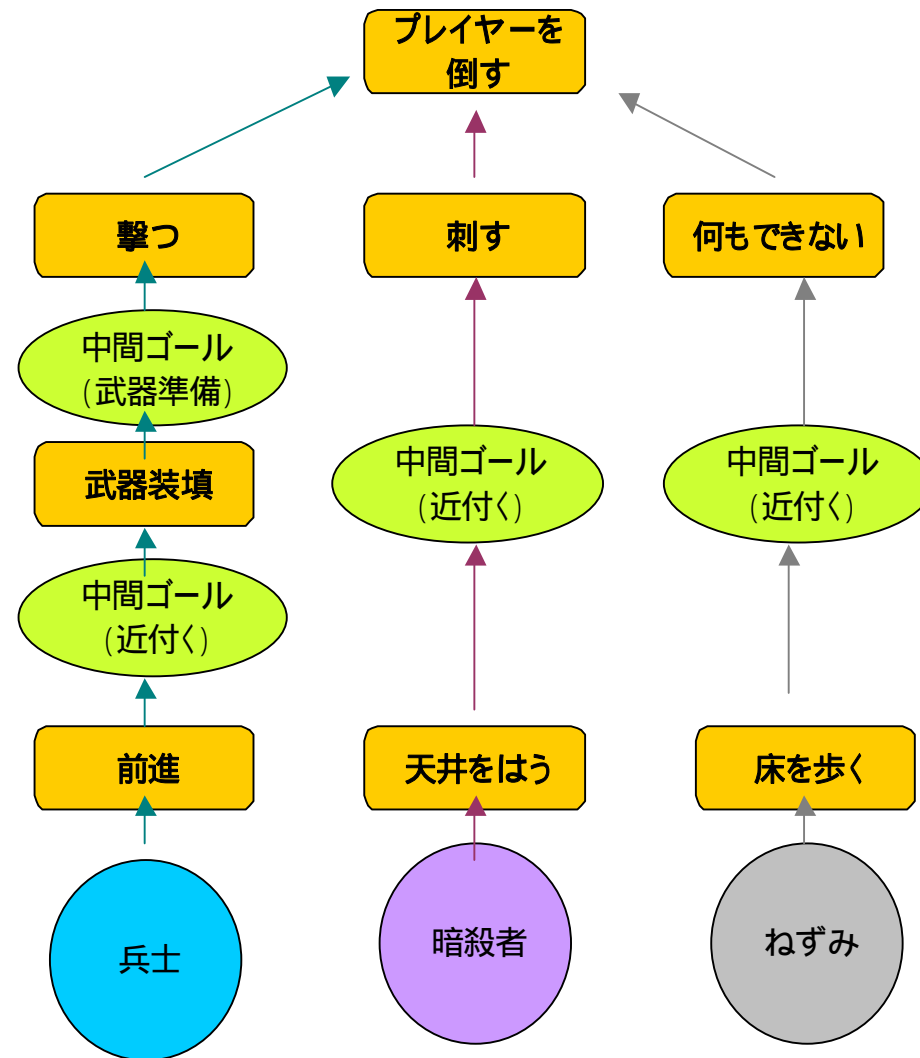 プレイヤーを
倒す
撃つ
刺す
何もできない
中間ゴール
(武器準備)
武器装填
中間ゴール
(近付く)
中間ゴール
(近付く)
中間ゴール
(近付く)
前進
天井をはう
床を歩く
兵士
暗殺者
ねずみ